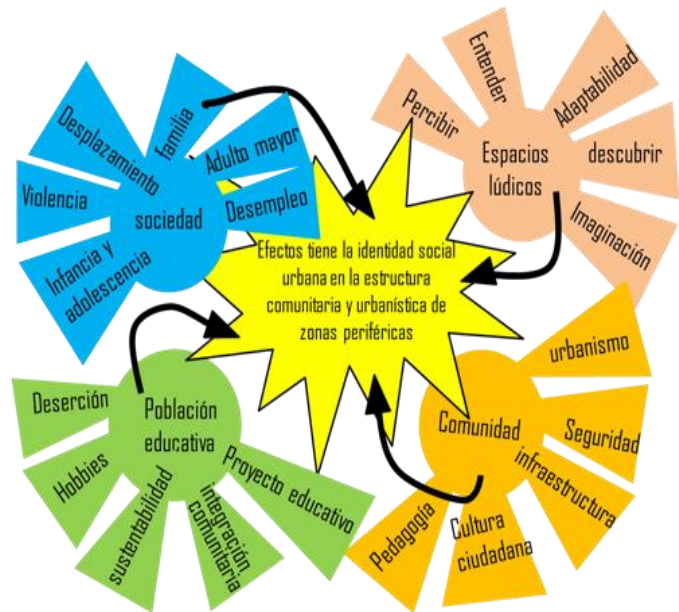 Desplazamiento
familia
Adulto mayor
Violencia
sociedad
Desempleo
Infancia y
adolescencia
Percibir
Entender
Adaptabilidad
Espacios
lúdicos
descubrir
Imaginación
Efectos tiene la identidad social
urbana en la estructura
comunitaria y urbanística de
zonas periféricas
Deserción
Población
educativa
Hobbies
sustentabilidad
integración
comunitaria
Proyecto educativo
urbanismo
Comunidad
Seguridad
infraestructura
Pedagogía
Cultura
ciudadana